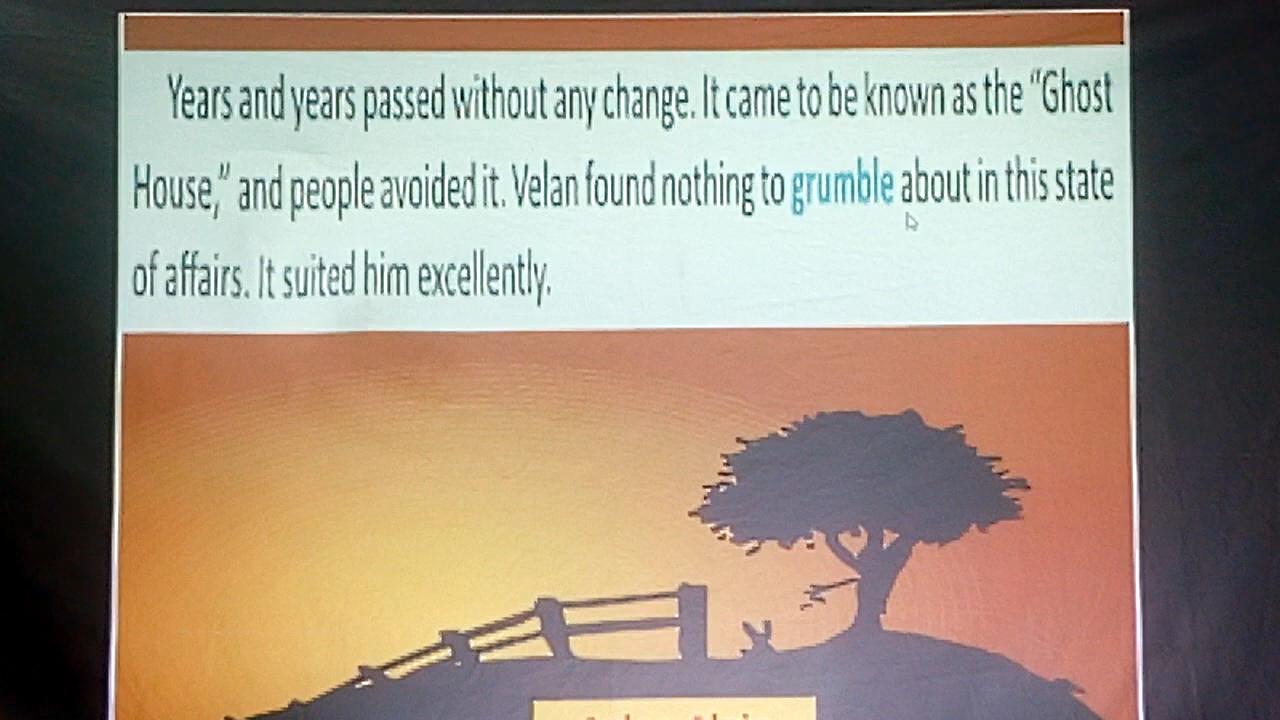 Years and years passed without any change. It came to be known as the “Ghost
House,” and people avoided it. Velan found nothing to grumble about in this state
of affairs. It suited him excellently.